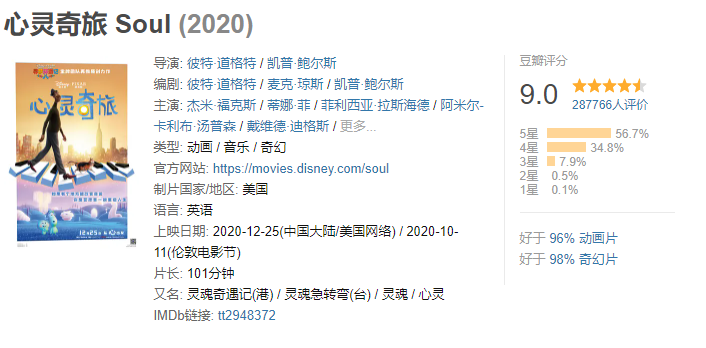 心灵奇旅 Soul (2020)
心灵奇旅
12月25日
导演: 彼特·道格特 / 凯普·鲍尔斯
编剧: 彼特·道格特 / 麦克·琼斯 / 凯普·鲍尔斯
主演: 杰米·福克斯 / 蒂娜·菲 / 菲利西亚·拉斯海德 / 阿米尔-
卡利布·汤普森 / 戴维德·迪格斯 / 更多...
类型: 动画 / 音乐 / 奇幻
官方网站: https://movies.disney.com/soul
制片国家/地区: 美国
语言: 英语
上映日期: 2020-12-25(中国大陆/美国网络) / 2020-10-
11(伦敦电影节)
片长: 101分钟
又名: 灵魂奇遇记(港) / 灵魂急转弯(台) / 灵魂 / 心灵
IMDb链接: tt2948372
豆瓣评分
9.0
287766人评价
5星 56.7%
4星 34.8%
3星 7.9%
2星 0.5%
1星 0.1%
好于 96% 动画片
好于 98% 奇幻片